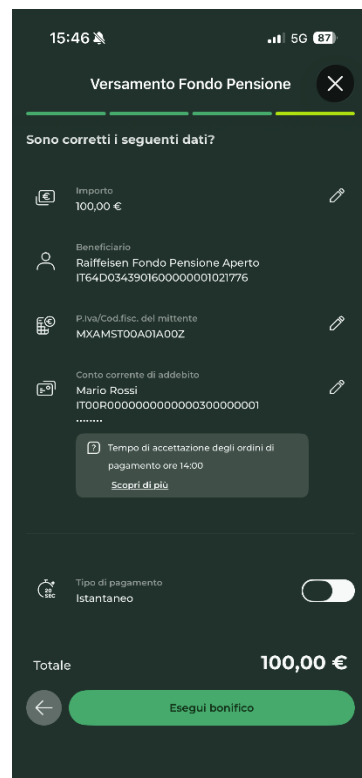 15:46
5G 87
Versamento Fondo Pensione
Sono corretti i seguenti dati?
Importo
100,00 €
Beneficiario
Raiffeisen Fondo Pensione Aperto
IT64D0343901600000001021776
P.Iva/Cod.fisc. del mittente
MXAMST00A01A00Z
Conto corrente di addebito
Mario Rossi
IT00R0000000000000300000001
........
Tempo di accettazione degli ordini di
pagamento ore 14:00
Scopri di più
20
SEC
Tipo di pagamento
Istantaneo
Totale
100,00 €
Esegui bonifico